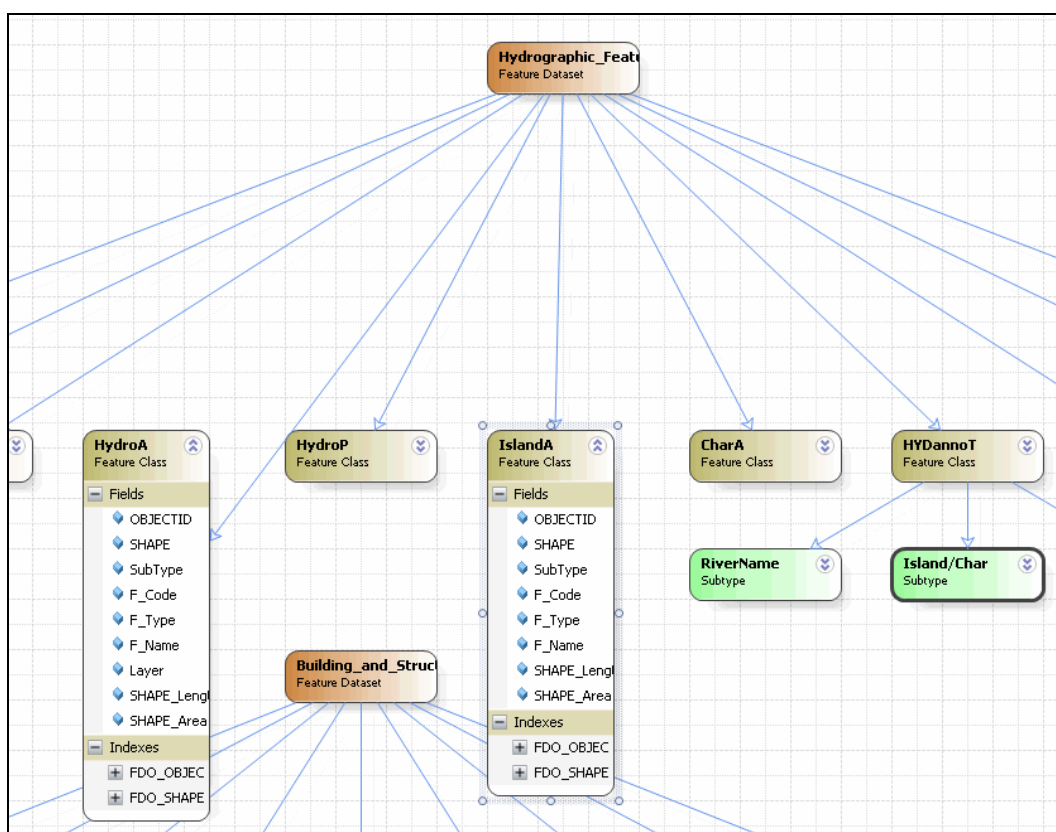 Hydrographic_Featu
Feature Dataset
HydroA
Feature Class
Fields
OBJECTID
SHAPE
SubType
F_Code
F_Type
F_Name
Layer
SHAPE_Lengt
SHAPE_Area
Indexes
FDO_OBJEC
FDO_SHAPE
HydroP
Feature Class
IslandA
Feature Class
Fields
OBJECTID
SHAPE
SubType
F_Code
F_Type
F_Name
SHAPE_Lengt
SHAPE_Area
Indexes
FDO_OBJEC
FDO_SHAPE
CharA
Feature Class
HYDannoT
Feature Class
RiverName
Subtype
Island/Char
Subtype
Building_and_Struct
Feature Dataset